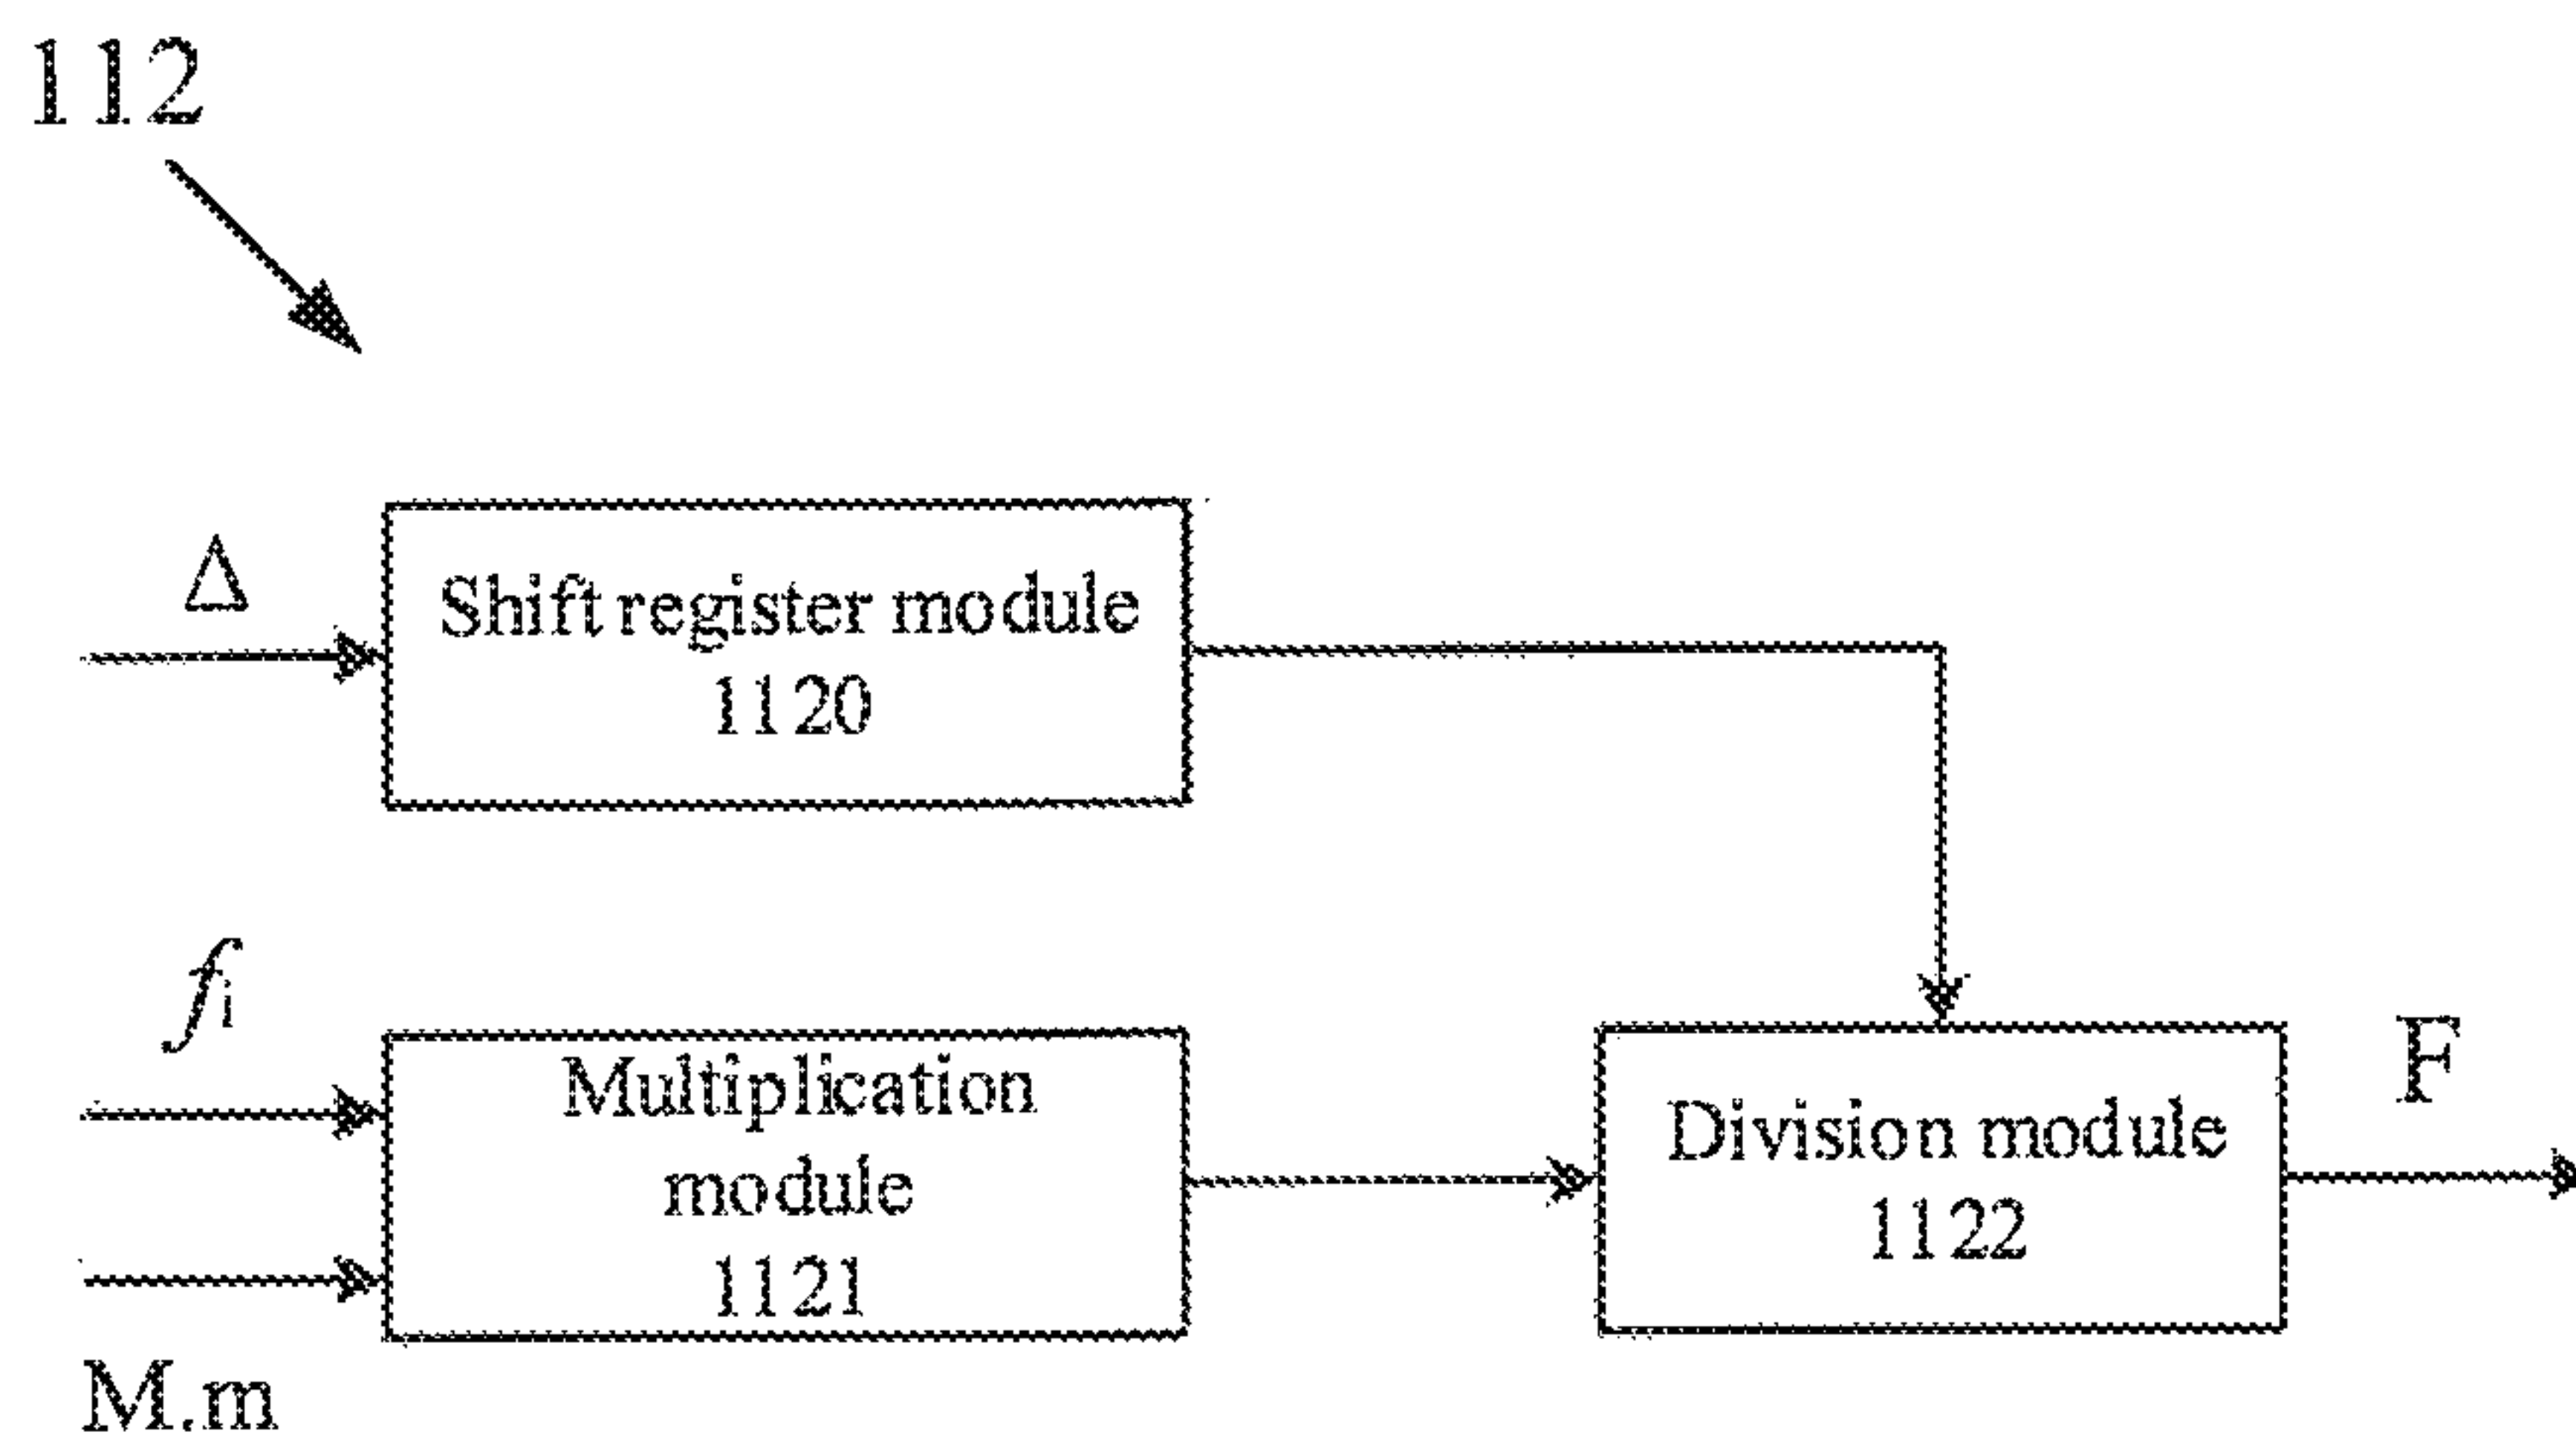 112
Δ
Shift register module
1120
fi
Multiplication
module
1121
M.m
Division module
1122
F